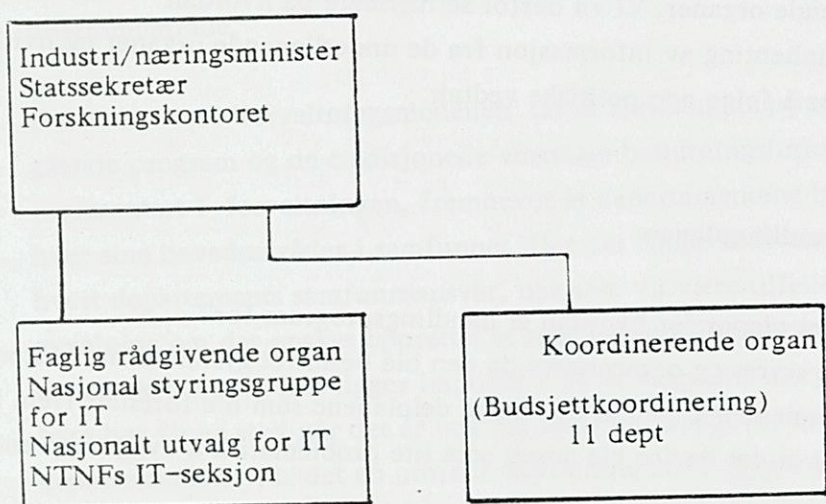 Industri/næringsminister
Statssekretær
Forskningskontoret
Faglig rådgivende organ
Nasjonal styringsgruppe
for IT
Nasjonalt utvalg for IT
NTNFs IT-seksjon
Koordinerende organ
(Budsjettkoordinering)
11 dept